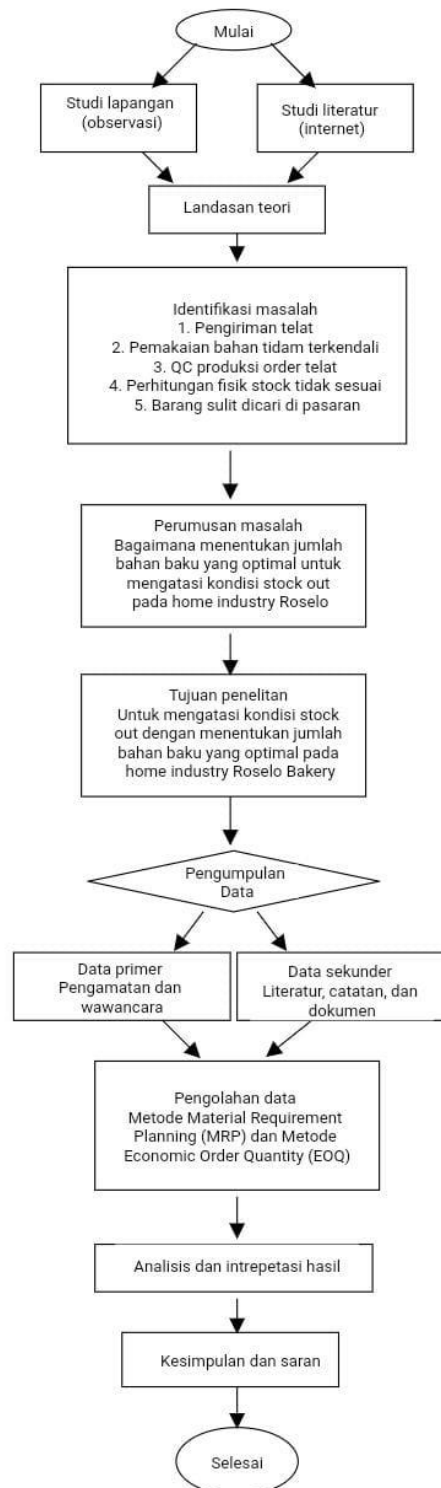 Mulai
Studi lapangan
(observasi)
Studi literatur
(internet)
Landasan teori
Identifikasi masalah
1. Pengiriman telat
2. Pemakaian bahan tidam terkendali
3. QC produksi order telat
4. Perhitungan fisik stock tidak sesuai
5. Barang sulit dicari di pasaran
Perumusan masalah
Bagaimana menentukan jumlah
bahan baku yang optimal untuk
mengatasi kondisi stock out
pada home industry Roselo
Tujuan penelitan
Untuk mengatasi kondisi stock
out dengan menentukan jumlah
bahan baku yang optimal pada
home industry Roselo Bakery
Pengumpulan
Data
Data primer
Pengamatan dan
wawancara
Data sekunder
Literatur, catatan, dan
dokumen
Pengolahan data
Metode Material Requirement
Planning (MRP) dan Metode
Economic Order Quantity (EOQ)
Analisis dan intrepetasi hasil
Kesimpulan dan saran
Selesai